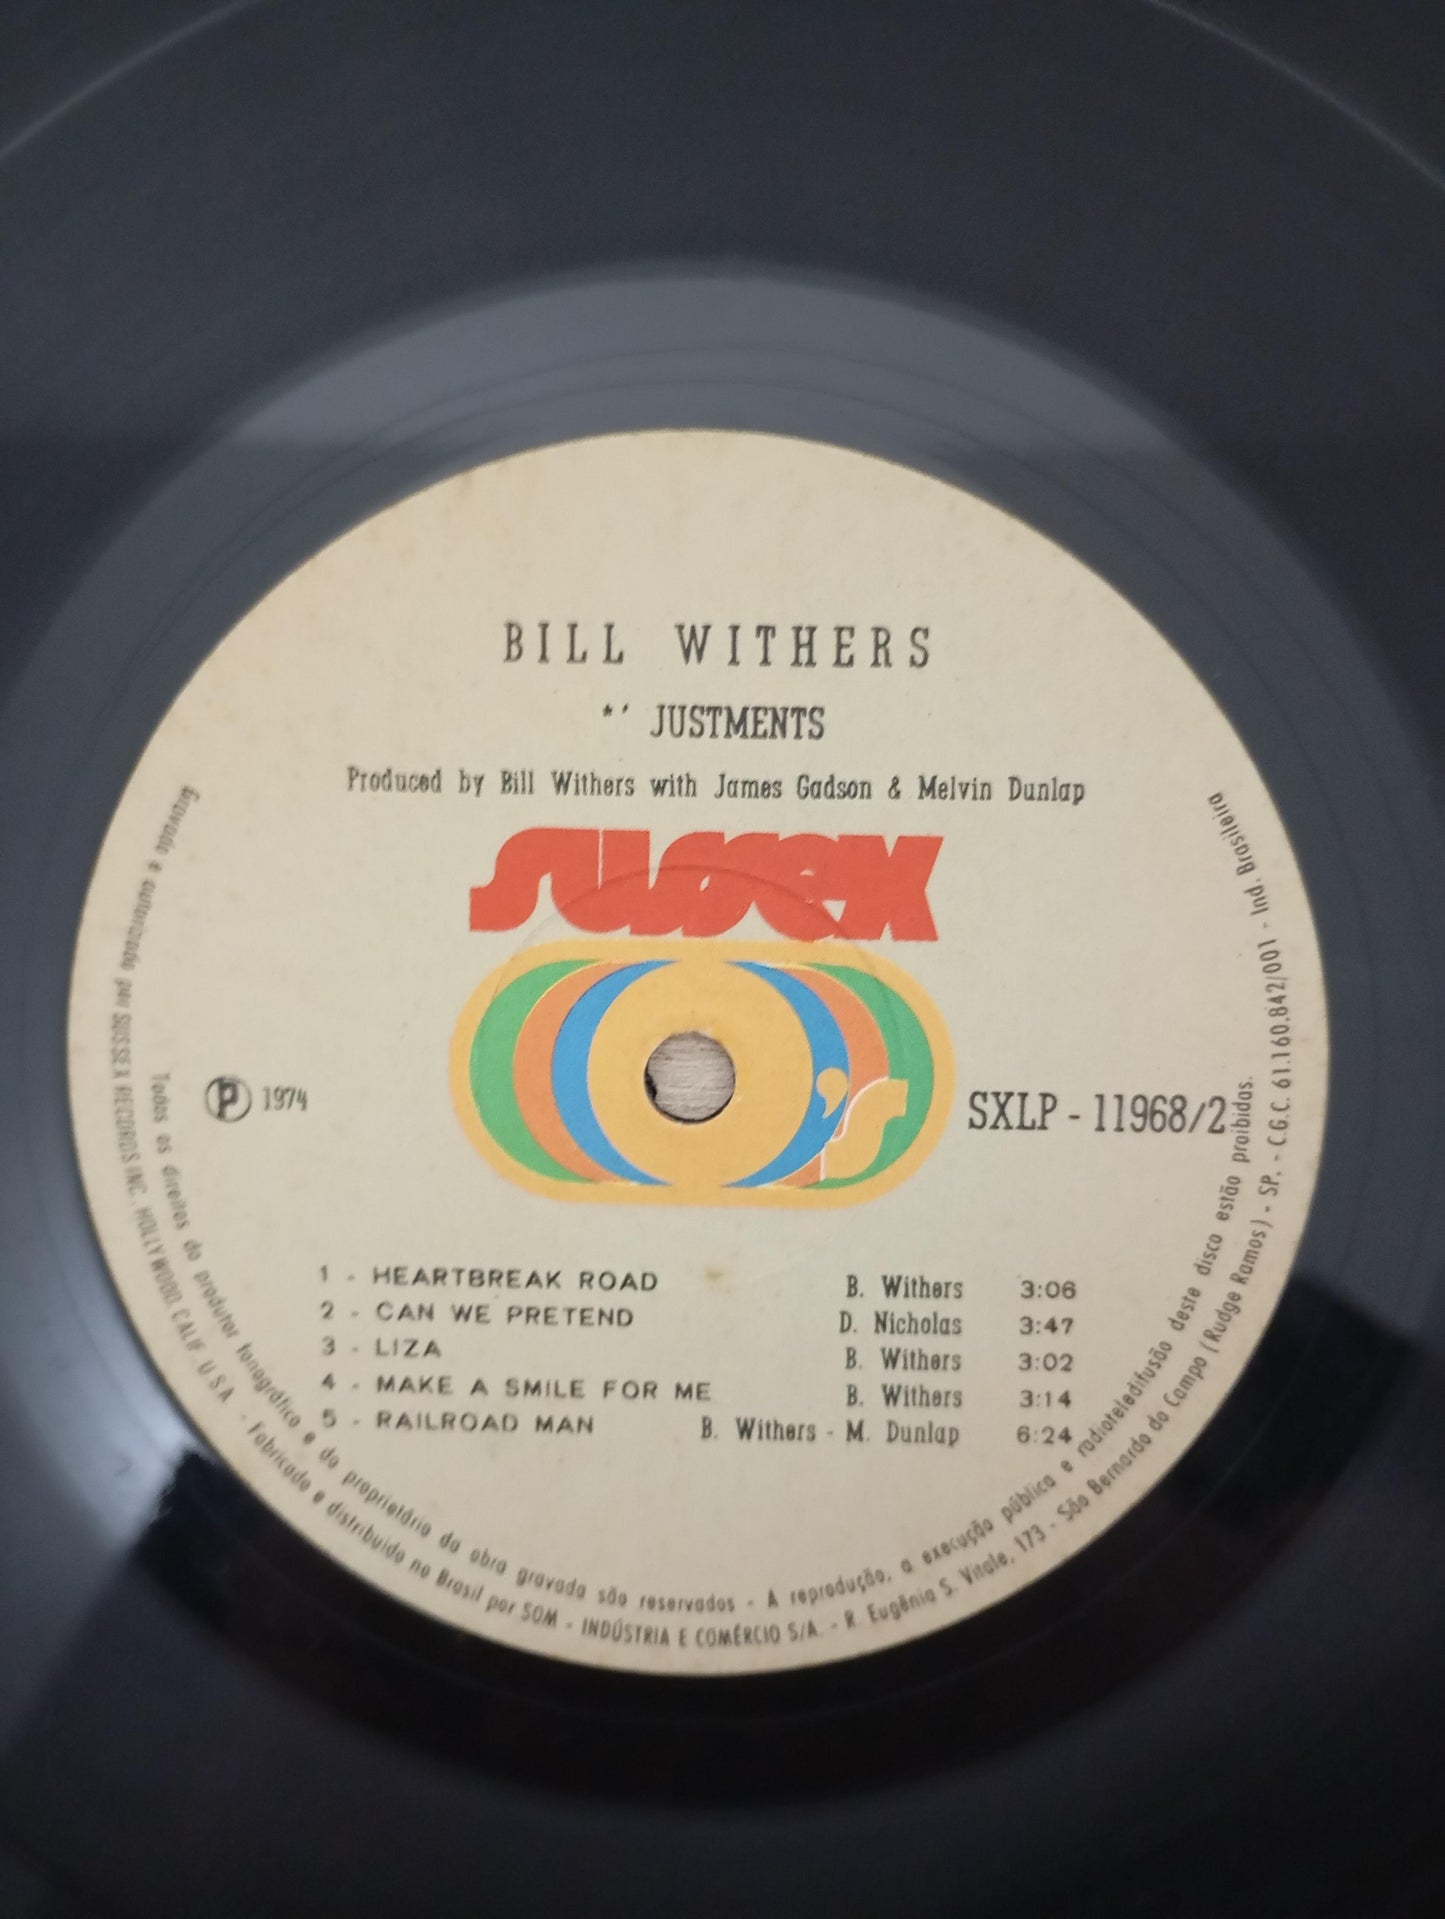 BILL WITHERS
*' JUSTMENTS
Produced by Bill Withers with James Gadson & Melvin Dunlap
SUSSEX
's
P 1974
SXLP - 11968/2
1 - HEARTBREAK ROAD B. Withers 3:06
2 - CAN WE PRETEND D. Nicholas 3:47
3 - LIZA B. Withers 3:02
4 - MAKE A SMILE FOR ME B. Withers 3:14
5 - RAILROAD MAN B. Withers - M. Dunlap 6:24
Todos os direitos do produtor fonográfico e do proprietário da obra gravada são reservados - A reprodução, a execução pública e radioteledifusão deste disco estão proibidas.
Gravado e autorizado por SUSSEX RECORDS INC. HOLLYWOOD, CALIF. U S A - Fabricado e distribuido no Brasil por SOM - INDÚSTRIA E COMÉRCIO S/A. - R. Eugênia S. Vitale, 173 - São Bernardo do Campo (Rudge Ramos) - SP. - C.G.C. 61.160.842/001 - Ind. Brasileira